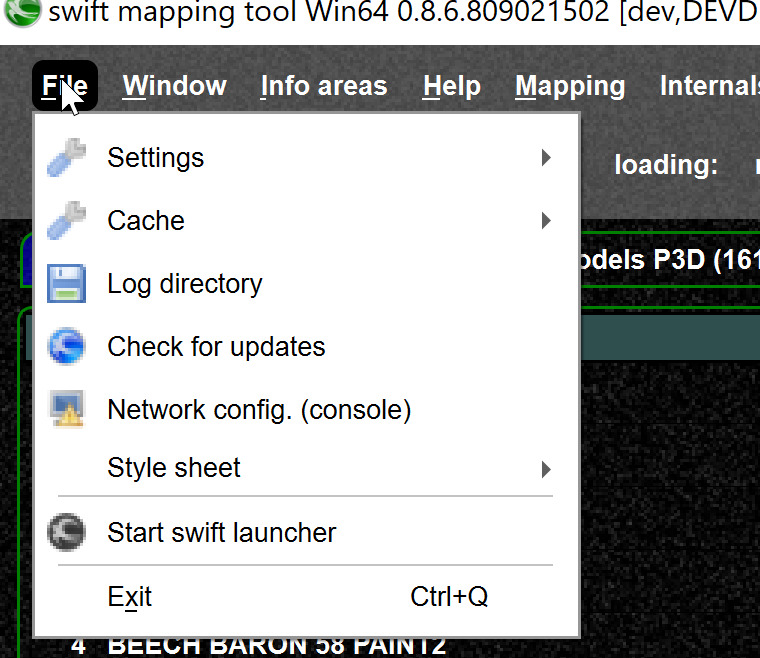 swift mapping tool Win64 0.8.6.809021502 [dev,DEVD
File Window Info areas Help Mapping Internals
Settings
loading:
Cache
Log directory
odels P3D (161
Check for updates
Network config. (console)
Style sheet
Start swift launcher
Exit Ctrl+Q
4 BEECH BARON 58 PAINT2